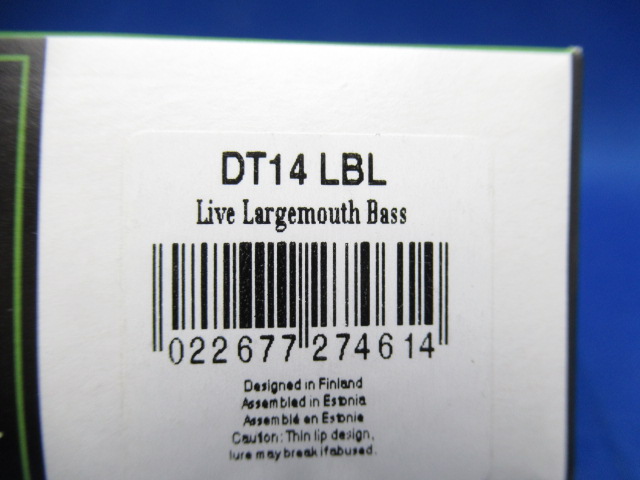 DT14 LBL
Live Largemouth Bass
022677 274614
Designed in Finland
Assembled in Estonia
Assemblé en Estonie
Caution: Thin lip design,
lure may break if abused.